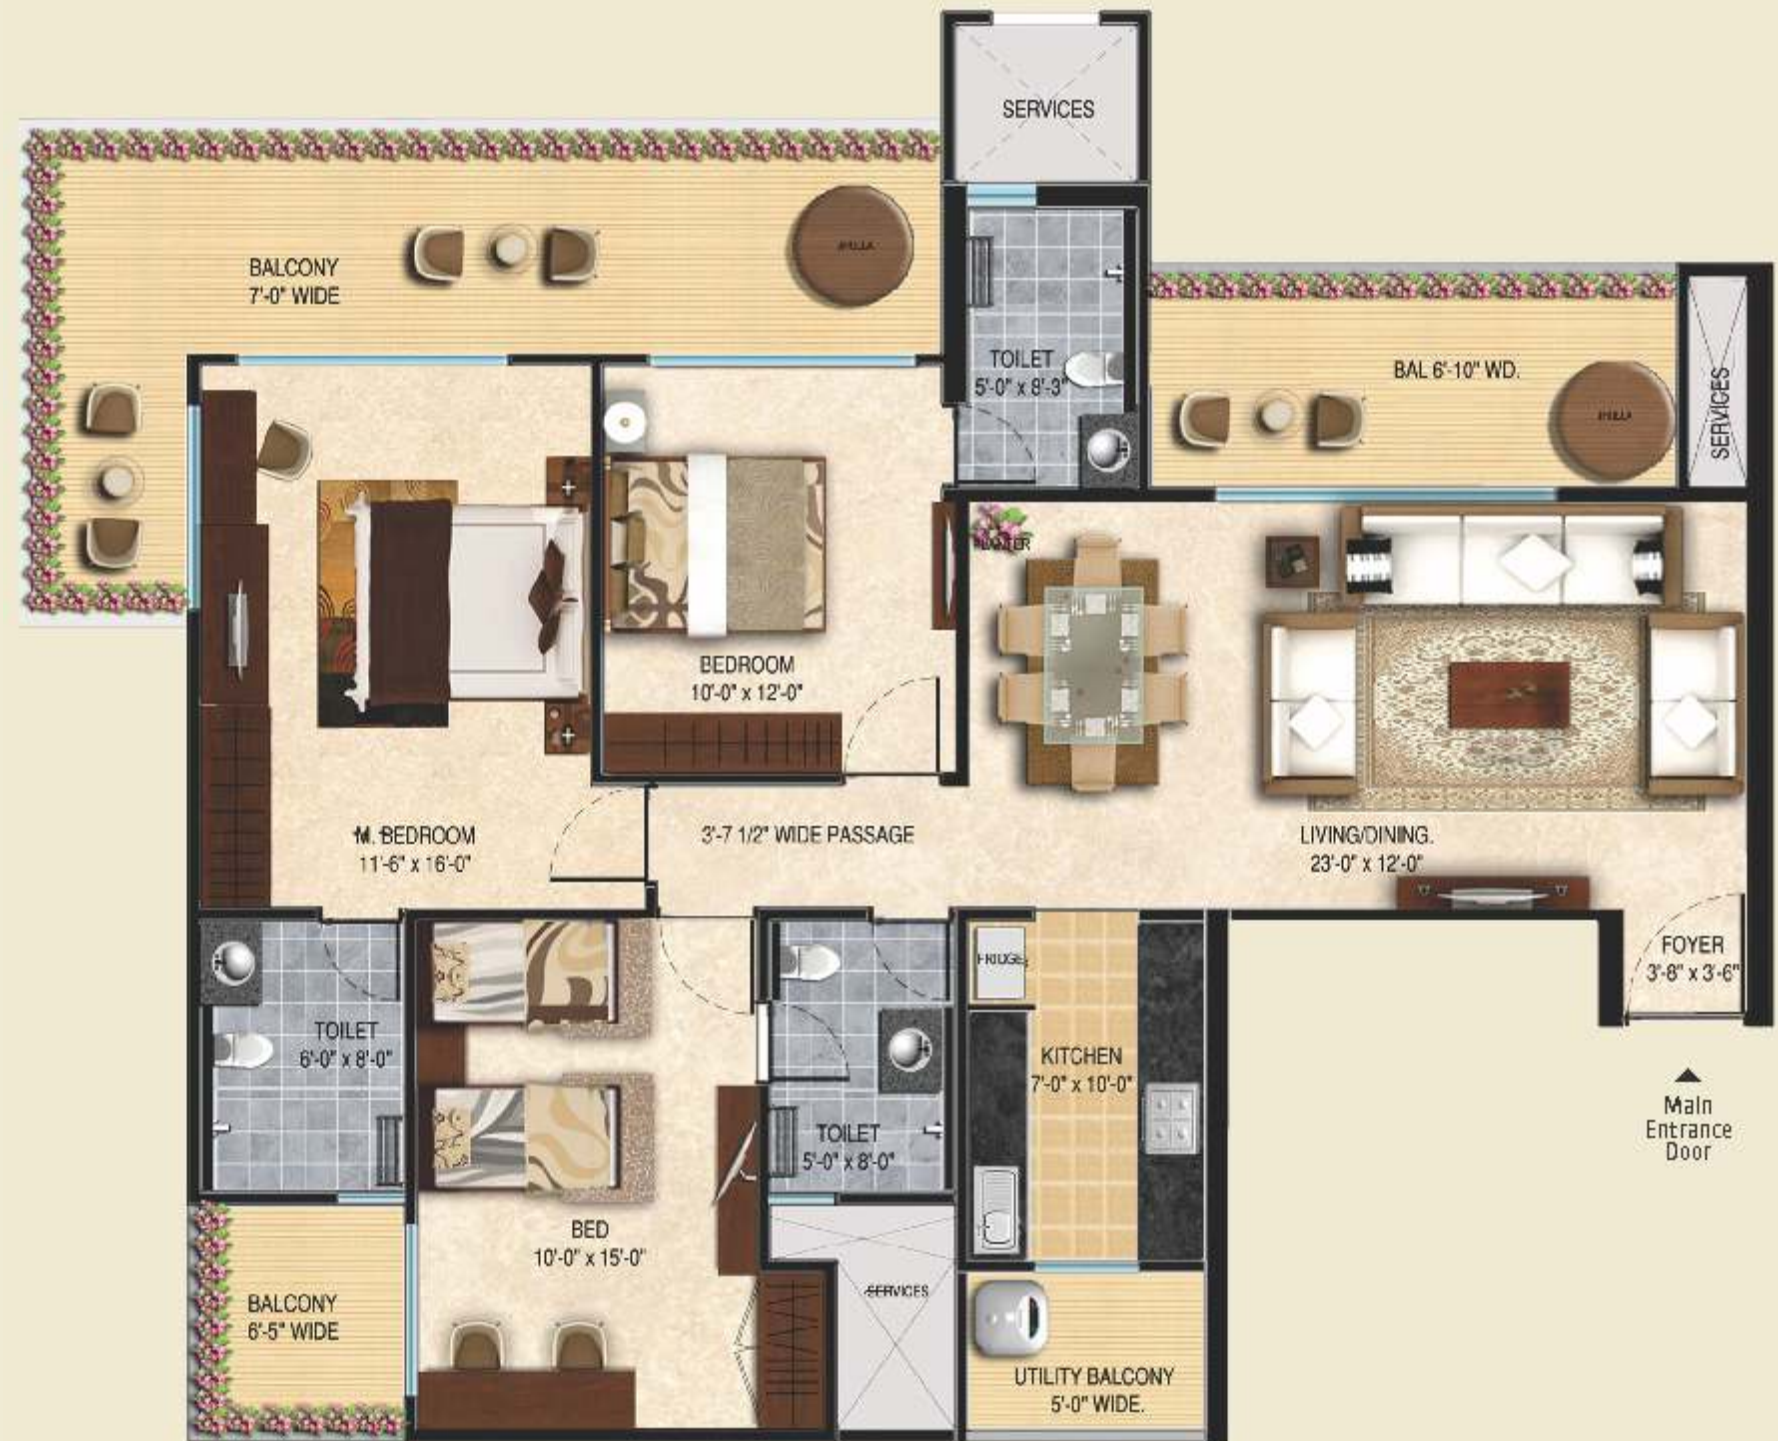 SERVICES
BALCONY
7'-0" WIDE
TOILET
5'-0" x 8'-3"
BAL 6'-10" WD.
SERVICES
BEDROOM
10'-0" x 12'-0"
M. BEDROOM
11'-6" x 16'-0"
3'-7 1/2" WIDE PASSAGE
LIVING/DINING.
23'-0" x 12'-0"
FOYER
3'-8" x 3'-6"
FRIDGE
TOILET
6'-0" x 8'-0"
KITCHEN
7'-0" x 10'-0"
Main
Entrance
Door
TOILET
5'-0" x 8'-0"
BED
10'-0" x 15'-0"
SERVICES
BALCONY
6'-5" WIDE
UTILITY BALCONY
5'-0" WIDE.